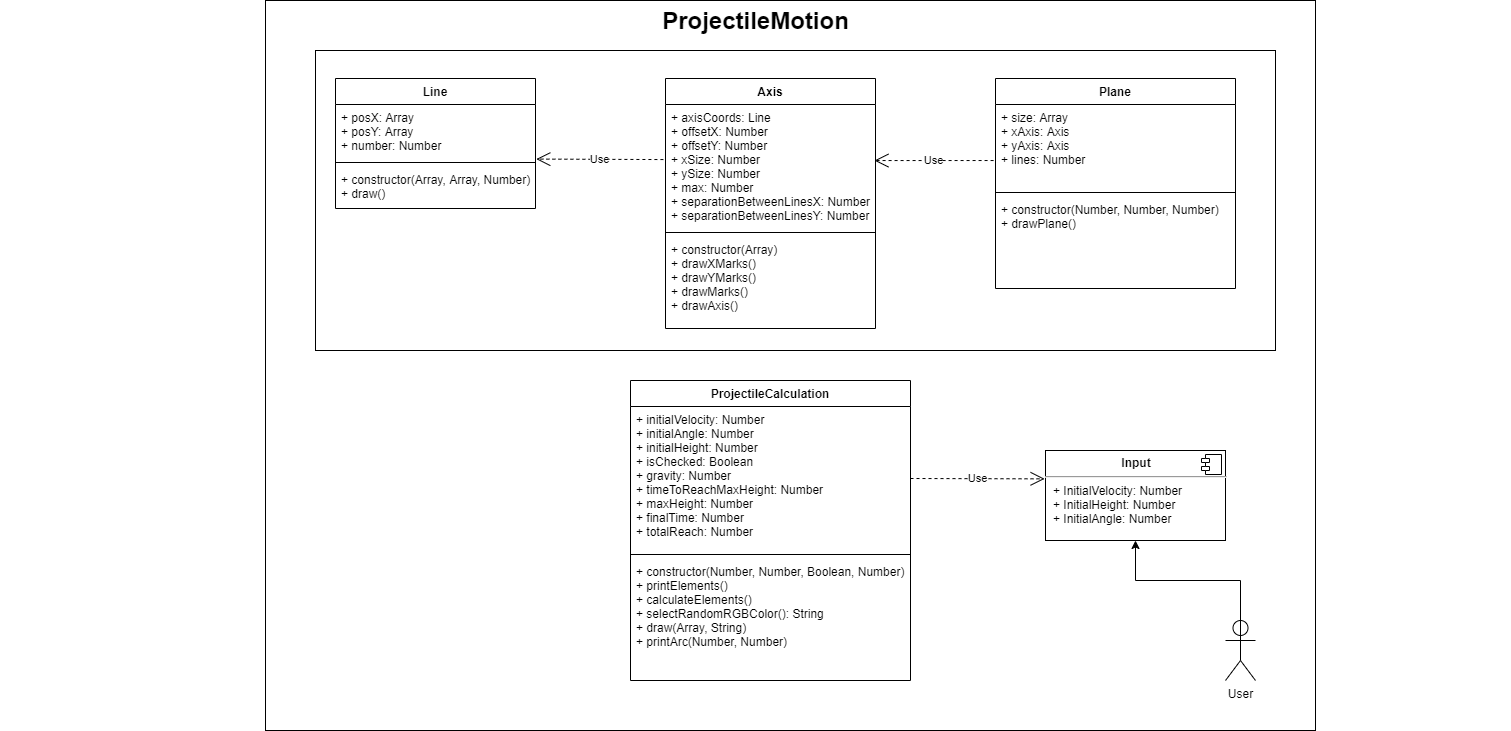 ProjectileMotion
Line
+ posX: Array
+ posY: Array
+ number: Number
+ constructor(Array, Array, Number)
+ draw()
Use
Axis
+ axisCoords: Line
+ offsetX: Number
+ offsetY: Number
+ xSize: Number
+ ySize: Number
+ max: Number
+ separationBetweenLinesX: Number
+ separationBetweenLinesY: Number
+ constructor(Array)
+ drawXMarks()
+ drawYMarks()
+ drawMarks()
+ drawAxis()
Use
Plane
+ size: Array
+ xAxis: Axis
+ yAxis: Axis
+ lines: Number
+ constructor(Number, Number, Number)
+ drawPlane()
ProjectileCalculation
+ initialVelocity: Number
+ initialAngle: Number
+ initialHeight: Number
+ isChecked: Boolean
+ gravity: Number
+ timeToReachMaxHeight: Number
+ maxHeight: Number
+ finalTime: Number
+ totalReach: Number
+ constructor(Number, Number, Boolean, Number)
+ printElements()
+ calculateElements()
+ selectRandomRGBColor(): String
+ draw(Array, String)
+ printArc(Number, Number)
Use
Input
+ InitialVelocity: Number
+ InitialHeight: Number
+ InitialAngle: Number
User